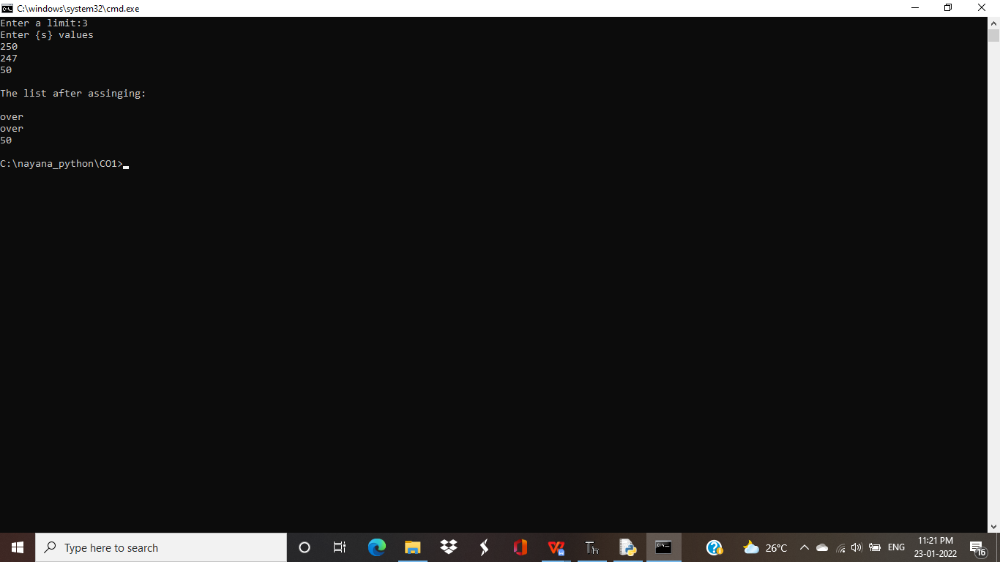 C:\windows\system32\cmd.exe
Enter a limit:3
Enter {s} values
250
247
50
The list after assinging:
over
over
50
C:\nayana_python\CO1>
Type here to search
26°C
ENG
11:21 PM
23-01-2022
16